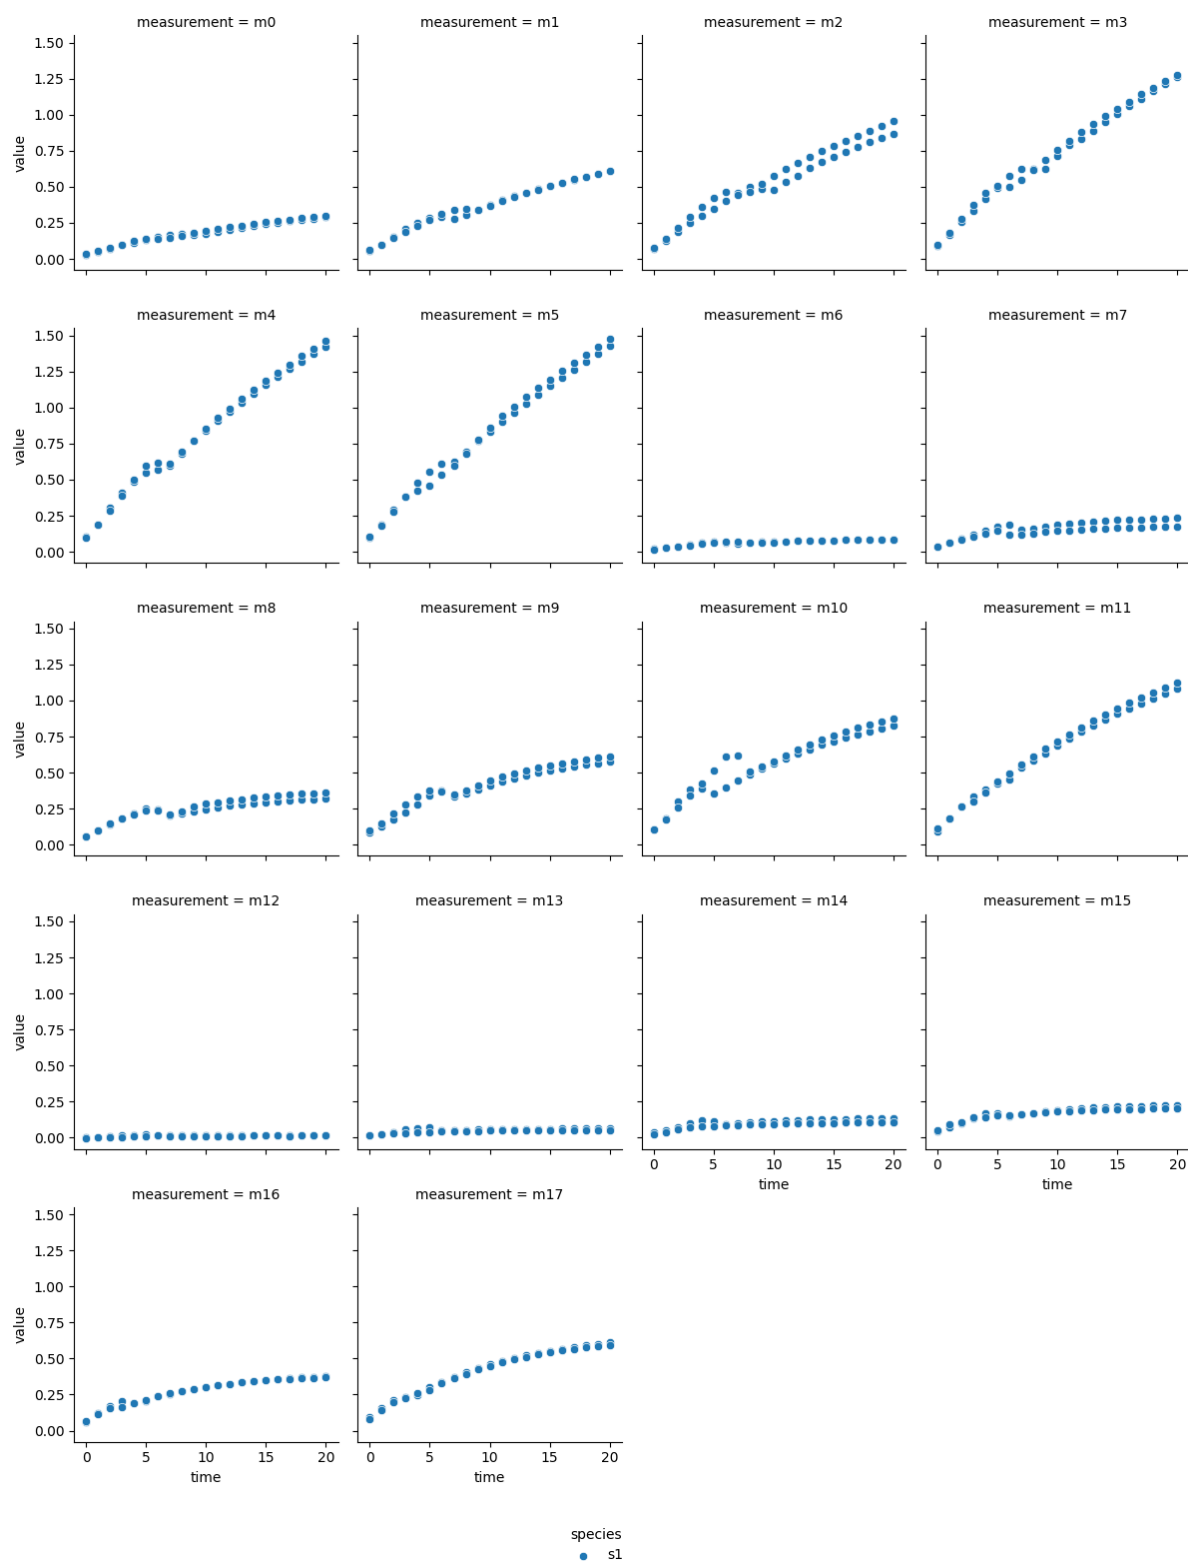 measurement = m0 measurement = m1 measurement = m2 measurement = m3
1.50
1.25
1.00
value
0.75
0.50
0.25
0.00
measurement = m4 measurement = m5 measurement = m6 measurement = m7
1.50
1.25
1.00
value
0.75
0.50
0.25
0.00
measurement = m8 measurement = m9 measurement = m10 measurement = m11
1.50
1.25
1.00
value
0.75
0.50
0.25
0.00
measurement = m12 measurement = m13 measurement = m14 measurement = m15
1.50
1.25
1.00
value
0.75
0.50
0.25
0.00
0 5 10 15 20 0 5 10 15 20
time time
measurement = m16 measurement = m17
1.50
1.25
1.00
value
0.75
0.50
0.25
0.00
0 5 10 15 20 0 5 10 15 20
time time
species
s1